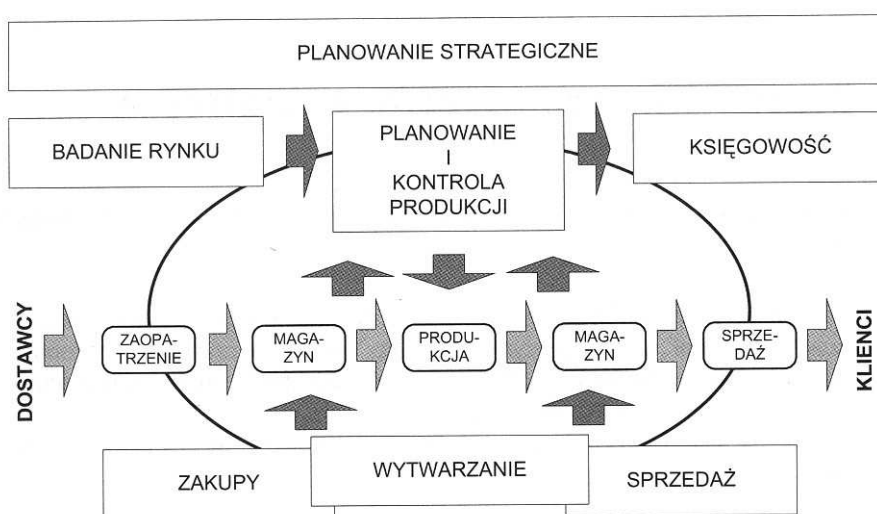 PLANOWANIE STRATEGICZNE
BADANIE RYNKU
PLANOWANIE
I
KONTROLA
PRODUKCJI
KSIĘGOWOŚĆ
DOSTAWCY
ZAOPA-
TRZENIE
MAGA-
ZYN
PRODU-
KCJA
MAGA-
ZYN
SPRZE-
DAŻ
KLIENCI
ZAKUPY
WYTWARZANIE
SPRZEDAŻ